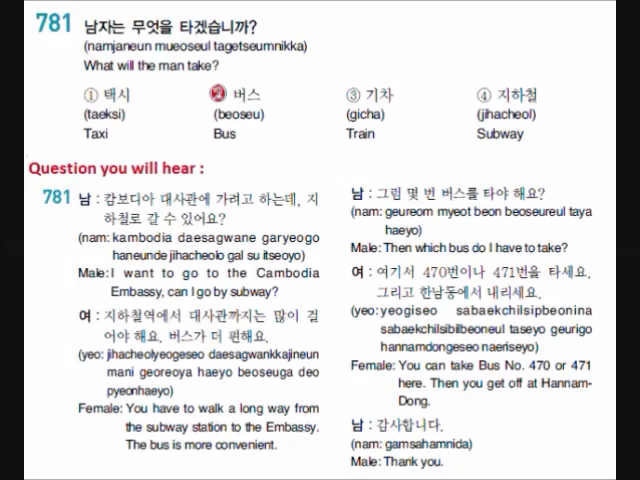 781 남자는 무엇을 타겠습니까?
(namjaneun mueoseul tagetseumnikka)
What will the man take?
① 택시 ② 버스 ③ 기차 ④ 지하철
(taeksi) (beoseu) (gicha) (jihacheol)
Taxi Bus Train Subway
Question you will hear :
781 남 : 캄보디아 대사관에 가려고 하는데, 지
하철로 갈 수 있어요?
(nam: kambodia daesagwane garyeogo
haneunde jihacheolo gal su itseoyo)
Male: I want to go to the Cambodia
Embassy, can I go by subway?
여 : 지하철역에서 대사관까지는 많이 걸
어야 해요. 버스가 더 편해요.
(yeo: jihacheolyeogeseo daesagwankkajineun
mani georeoya haeyo beoseuga deo
pyeonhaeyo)
Female: You have to walk a long way from
the subway station to the Embassy.
The bus is more convenient.
남 : 그럼 몇 번 버스를 타야 해요?
(nam: geureom myeot beon beoseureul taya
haeyo)
Male: Then which bus do I have to take?
여 : 여기서 470번이나 471번을 타세요.
그리고 한남동에서 내리세요.
(yeo: yeogiseo sabaekchilsipbeonina
sabaekchilsibilbeoneul taseyo geurigo
hannamdongeseo naeriseyo)
Female: You can take Bus No. 470 or 471
here. Then you get off at Hannam-
Dong.
남 : 감사합니다.
(nam: gamsahamnida)
Male: Thank you.